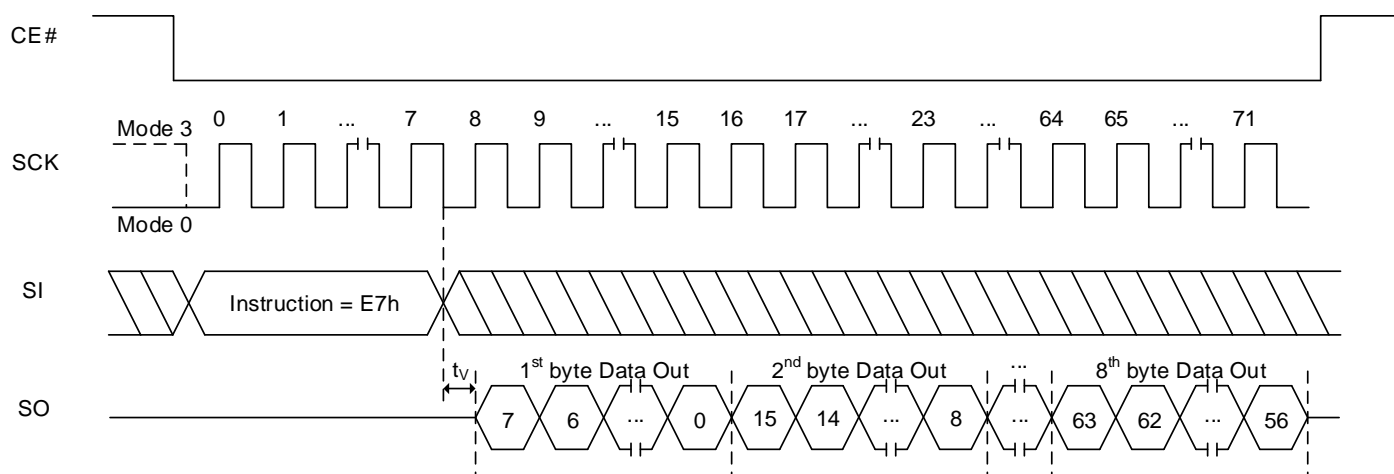 CE#
0 1 ... 7 8 9 ... 15 16 17 ... 23 ... 64 65 ... 71
Mode 3
SCK
Mode 0
SI
Instruction = E7h
tV 1st byte Data Out 2nd byte Data Out ... 8th byte Data Out
SO
7 6 ... 0 15 14 ... 8 ... 63 62 ... 56